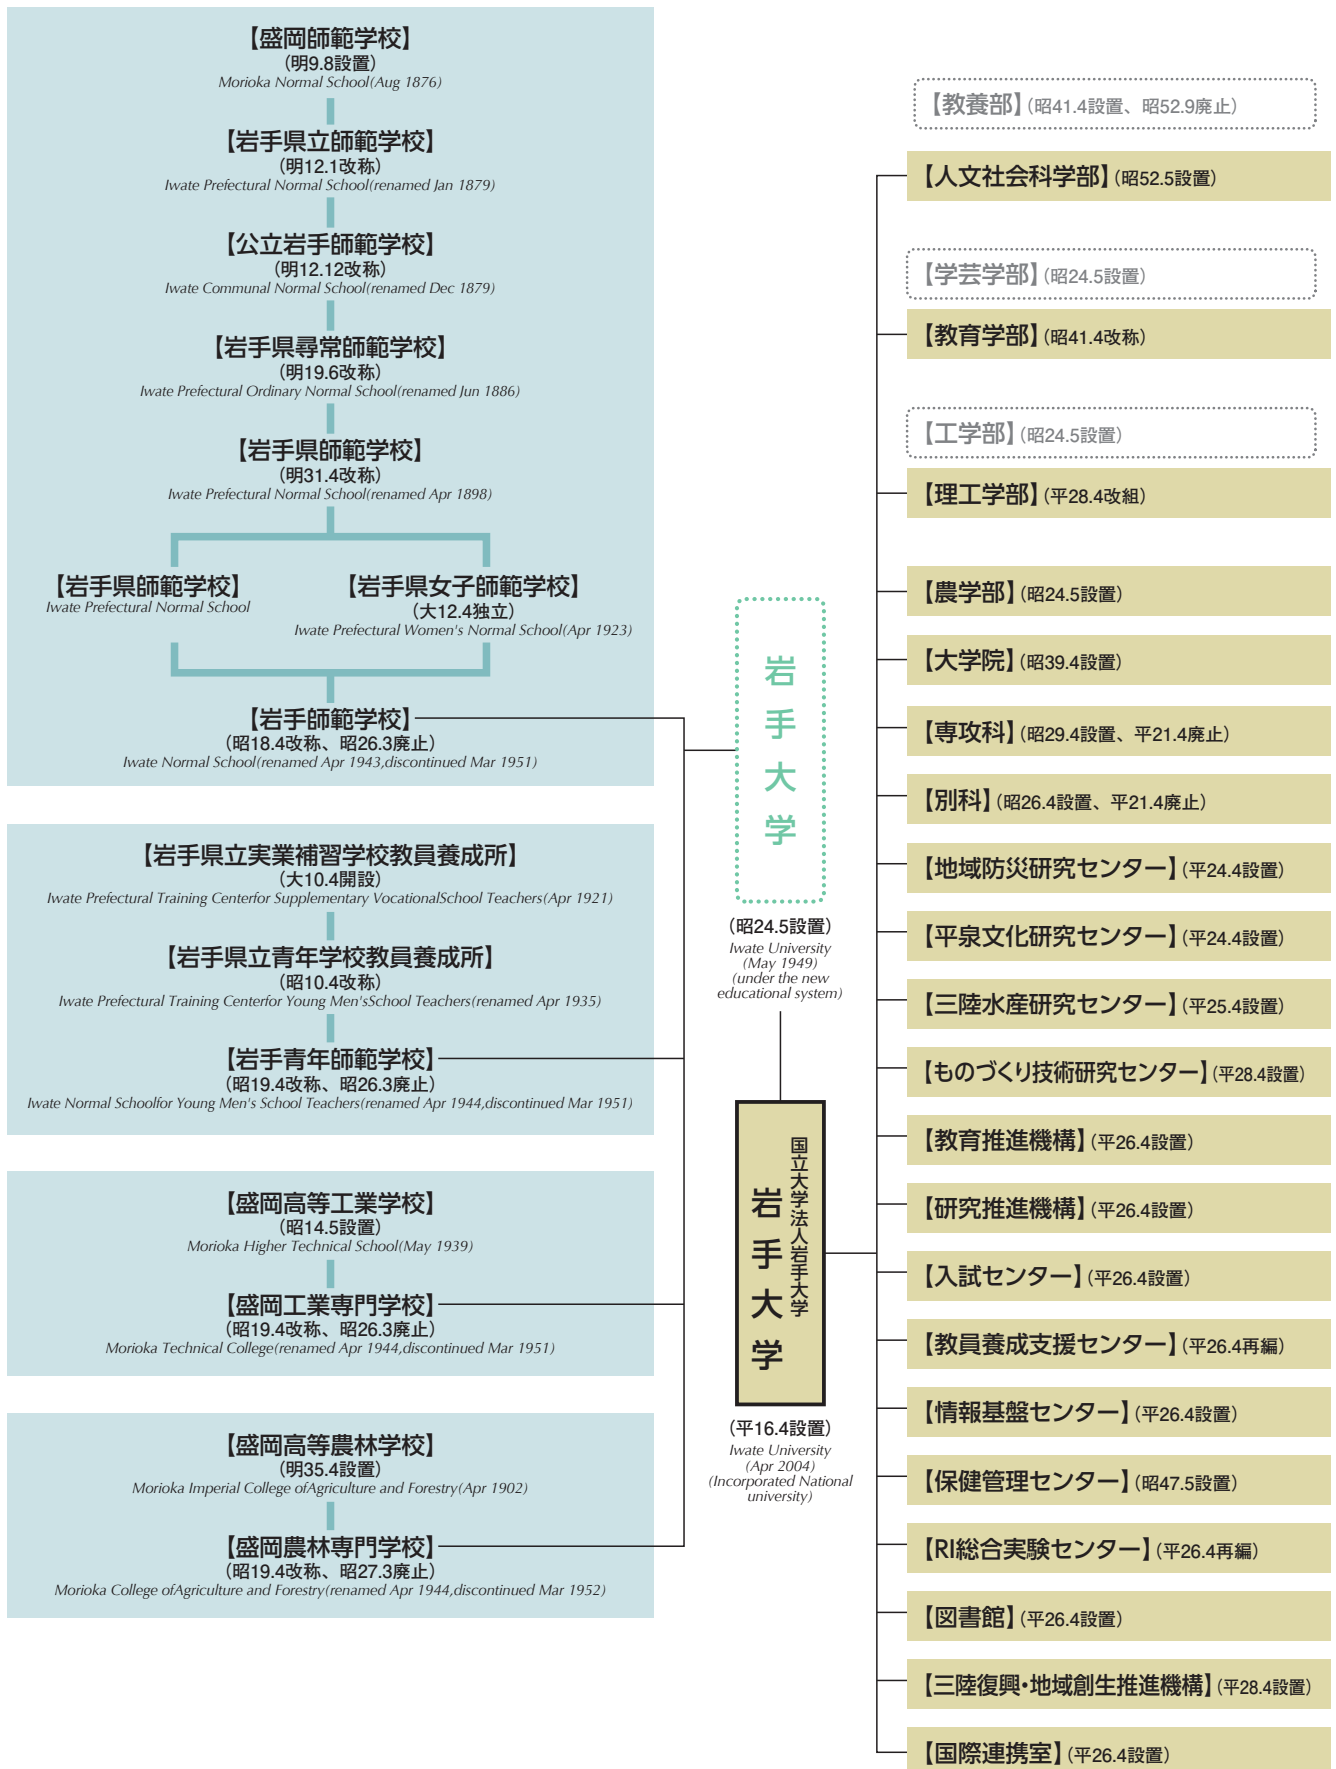 【盛岡師範学校】
(明9.8設置)
Morioka Normal School(Aug 1876)
【岩手県立師範学校】
(明12.1改称)
Iwate Prefectural Normal School(renamed Jan 1879)
【公立岩手師範学校】
(明12.12改称)
Iwate Communal Normal School(renamed Dec 1879)
【岩手県尋常師範学校】
(明19.6改称)
Iwate Prefectural Ordinary Normal School(renamed Jun 1886)
【岩手県師範学校】
(明31.4改称)
Iwate Prefectural Normal School(renamed Apr 1898)
【岩手県師範学校】
Iwate Prefectural Normal School
【岩手県女子師範学校】
(大12.4独立)
Iwate Prefectural Women's Normal School(Apr 1923)
【岩手師範学校】
(昭18.4改称、昭26.3廃止)
Iwate Normal School(renamed Apr 1943,discontinued Mar 1951)
【岩手県立実業補習学校教員養成所】
(大10.4開設)
Iwate Prefectural Training Centerfor Supplementary VocationalSchool Teachers(Apr 1921)
【岩手県立青年学校教員養成所】
(昭10.4改称)
Iwate Prefectural Training Centerfor Young Men'sSchool Teachers(renamed Apr 1935)
【岩手青年師範学校】
(昭19.4改称、昭26.3廃止)
Iwate Normal Schoolfor Young Men's School Teachers(renamed Apr 1944,discontinued Mar 1951)
【盛岡高等工業学校】
(昭14.5設置)
Morioka Higher Technical School(May 1939)
【盛岡工業専門学校】
(昭19.4改称、昭26.3廃止)
Morioka Technical College(renamed Apr 1944,discontinued Mar 1951)
【盛岡高等農林学校】
(明35.4設置)
Morioka Imperial College ofAgriculture and Forestry(Apr 1902)
【盛岡農林専門学校】
(昭19.4改称、昭27.3廃止)
Morioka College ofAgriculture and Forestry(renamed Apr 1944,discontinued Mar 1952)
岩手大学
(昭24.5設置)
Iwate University
(May 1949)
(under the new
educational system)
国立大学法人岩手大学
岩手大学
(平16.4設置)
Iwate University
(Apr 2004)
(Incorporated National
university)
【教養部】(昭41.4設置、昭52.9廃止)
【人文社会科学部】(昭52.5設置)
【学芸学部】(昭24.5設置)
【教育学部】(昭41.4改称)
【工学部】(昭24.5設置)
【理工学部】(平28.4改組)
【農学部】(昭24.5設置)
【大学院】(昭39.4設置)
【専攻科】(昭29.4設置、平21.4廃止)
【別科】(昭26.4設置、平21.4廃止)
【地域防災研究センター】(平24.4設置)
【平泉文化研究センター】(平24.4設置)
【三陸水産研究センター】(平25.4設置)
【ものづくり技術研究センター】(平28.4設置)
【教育推進機構】(平26.4設置)
【研究推進機構】(平26.4設置)
【入試センター】(平26.4設置)
【教員養成支援センター】(平26.4再編)
【情報基盤センター】(平26.4設置)
【保健管理センター】(昭47.5設置)
【RI総合実験センター】(平26.4再編)
【図書館】(平26.4設置)
【三陸復興・地域創生推進機構】(平28.4設置)
【国際連携室】(平26.4設置)